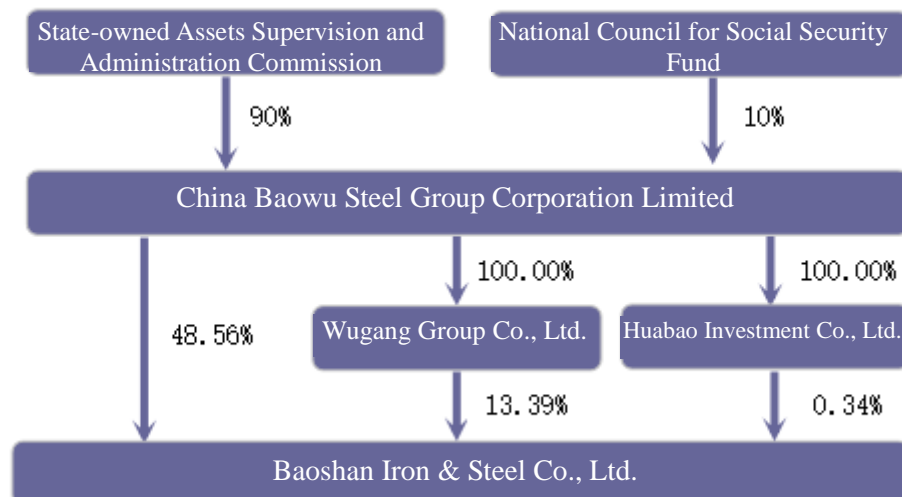 State-owned Assets Supervision and
Administration Commission
National Council for Social Security
Fund
90%
10%
China Baowu Steel Group Corporation Limited
100.00%
100.00%
48.56%
Wugang Group Co., Ltd.
Huabao Investment Co., Ltd.
13.39%
0.34%
Baoshan Iron & Steel Co., Ltd.